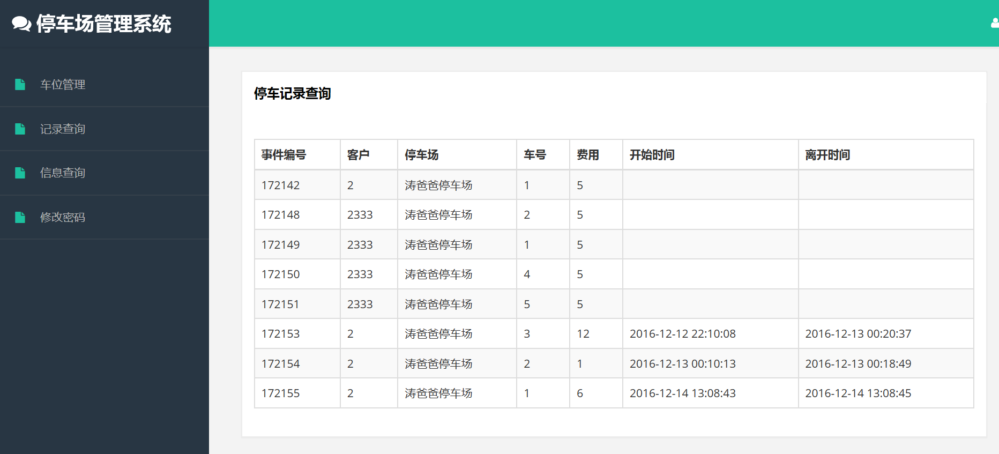 停车场管理系统
车位管理
记录查询
信息查询
修改密码
停车记录查询
事件编号 客户 停车场 车号 费用 开始时间 离开时间
172142 2 涛爸爸停车场 1 5
172148 2333 涛爸爸停车场 2 5
172149 2333 涛爸爸停车场 1 5
172150 2333 涛爸爸停车场 4 5
172151 2333 涛爸爸停车场 5 5
172153 2 涛爸爸停车场 3 12 2016-12-12 22:10:08 2016-12-13 00:20:37
172154 2 涛爸爸停车场 2 1 2016-12-13 00:10:13 2016-12-13 00:18:49
172155 2 涛爸爸停车场 1 6 2016-12-14 13:08:43 2016-12-14 13:08:45